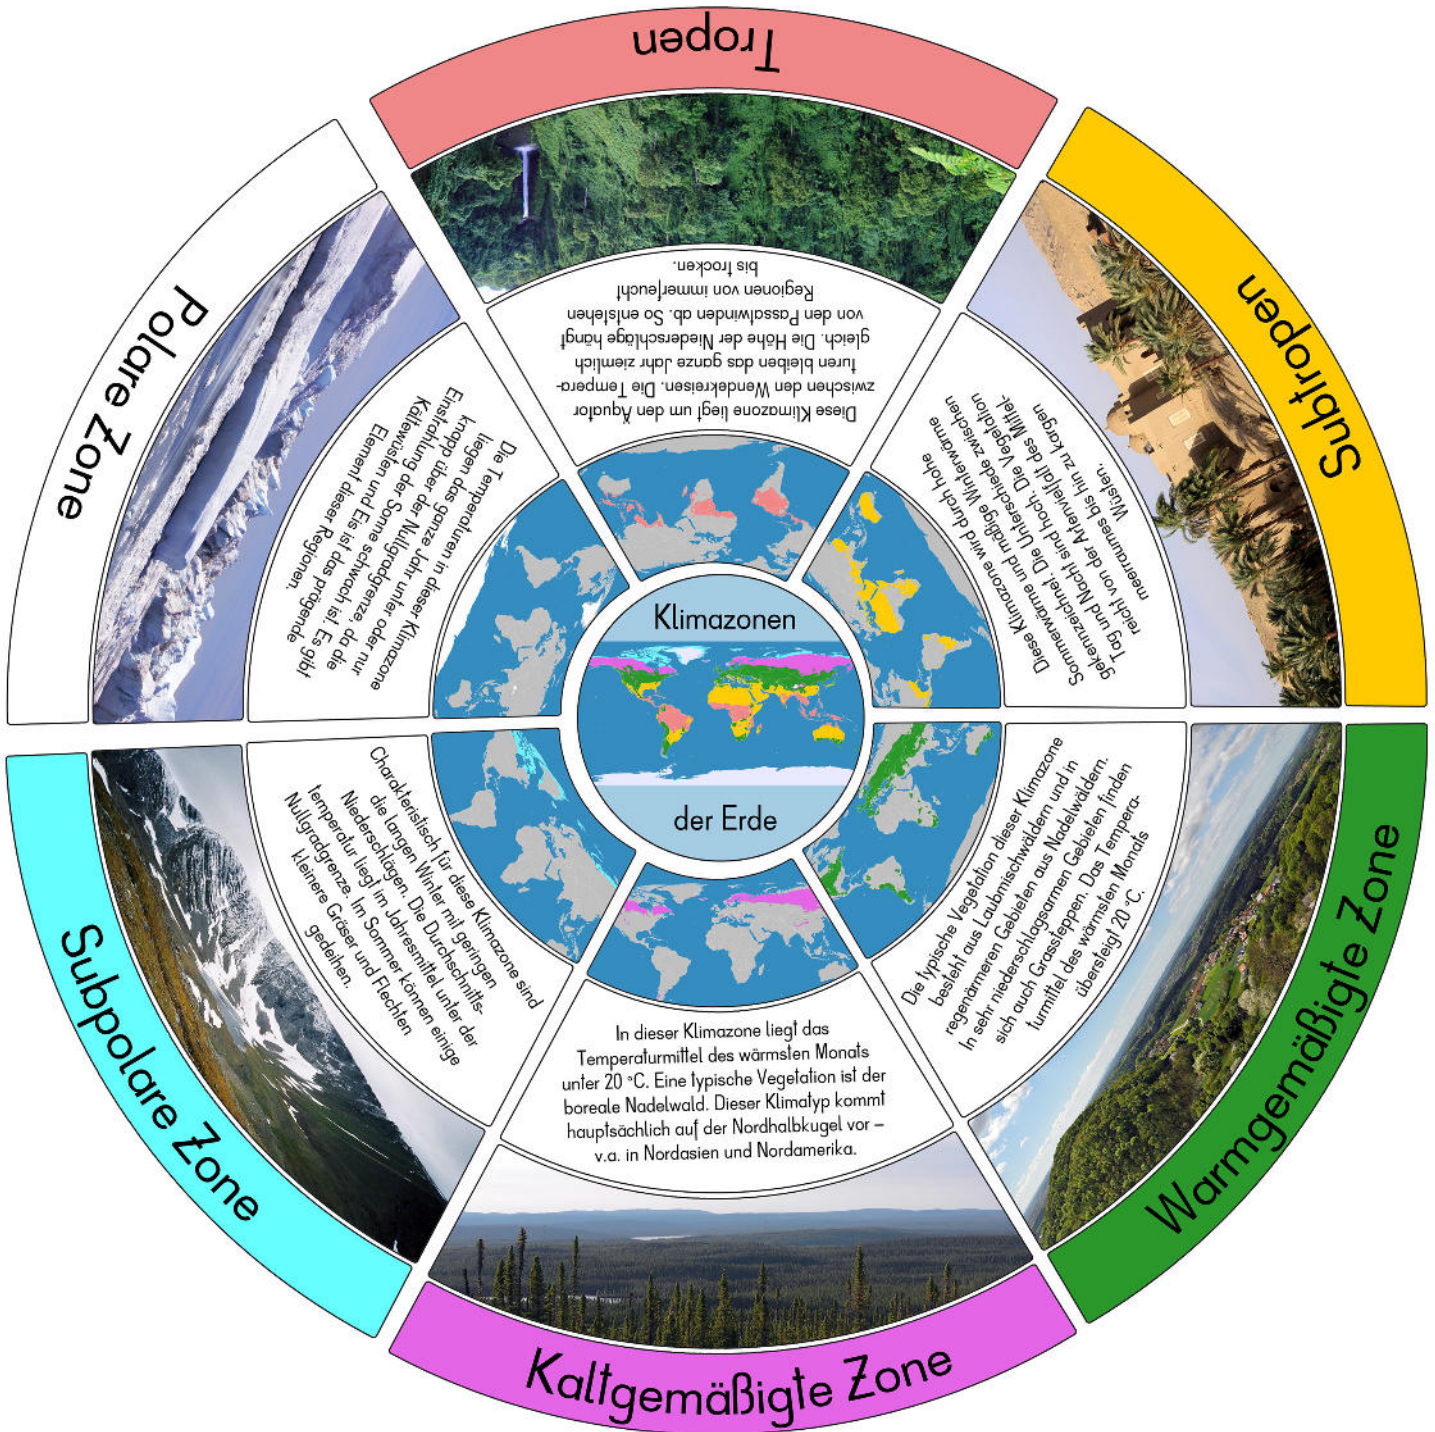 Klimazonen
der Erde
Tropen
Diese Klimazone liegt um den Äquator
zwischen den Wendekreisen. Die Tempera-
turen bleiben das ganze Jahr ziemlich
gleich. Die Höhe der Niederschläge hängt
von den Passatwinden ab. So entstehen
Regionen von immerfeucht
bis trocken.
Subtropen
Diese Klimazone wird durch hohe
Sommerwärme und mäßige Winterwärme
gekennzeichnet. Die Unterschiede zwischen
Tag und Nacht sind hoch. Die Vegetation
reicht von der Artenvielfalt des Mittel-
meerraumes bis hin zu kargen
Wüsten.
Warmgemäßigte Zone
Die typische Vegetation dieser Klimazone
besteht aus Laubmischwäldern und in
regenärmeren Gebieten aus Nadelwäldern.
In sehr niederschlagsarmen Gebieten finden
sich auch Grassteppen. Das Tempera-
turmittel des wärmsten Monats
übersteigt 20 °C.
Kaltgemäßigte Zone
In dieser Klimazone liegt das
Temperaturmittel des wärmsten Monats
unter 20 °C. Eine typische Vegetation ist der
boreale Nadelwald. Dieser Klimatyp kommt
hauptsächlich auf der Nordhalbkugel vor –
v.a. in Nordasien und Nordamerika.
Subpolare Zone
Charakteristisch für diese Klimazone sind
die langen Winter mit geringen
Niederschlägen. Die Durchschnitts-
temperatur liegt im Jahresmittel unter der
Nullgradgrenze. Im Sommer können einige
kleinere Gräser und Flechten
gedeihen.
Polare Zone
Die Temperaturen in dieser Klimazone
liegen das ganze Jahr unter oder nur
knapp über der Nullgradgrenze, da die
Einstrahlung der Sonne schwach ist. Es gibt
Kältewüsten und Eis ist das prägende
Element dieser Regionen.